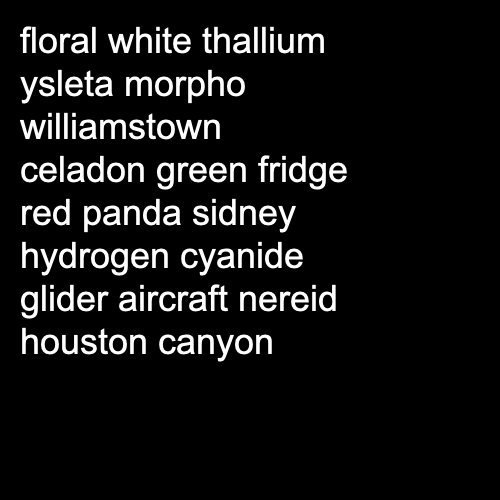 floral white thallium
ysleta morpho
williamstown
celadon green fridge
red panda sidney
hydrogen cyanide
glider aircraft nereid
houston canyon